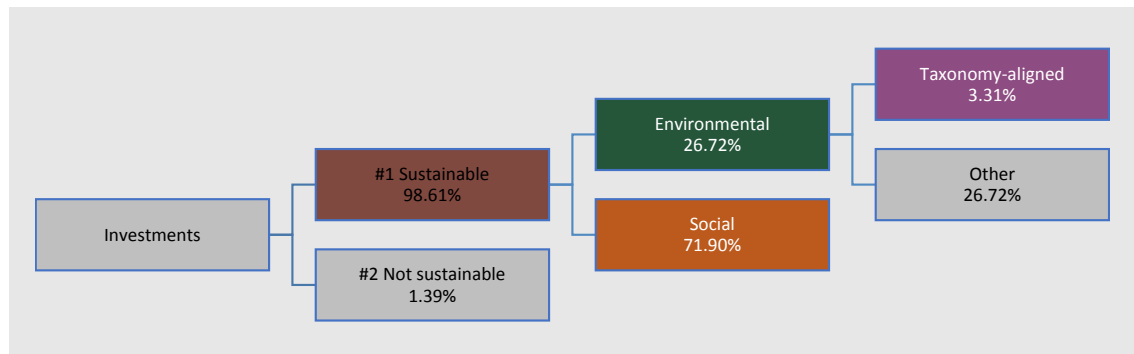 Investments
#1 Sustainable
98.61%
#2 Not sustainable
1.39%
Environmental
26.72%
Social
71.90%
Taxonomy-aligned
3.31%
Other
26.72%